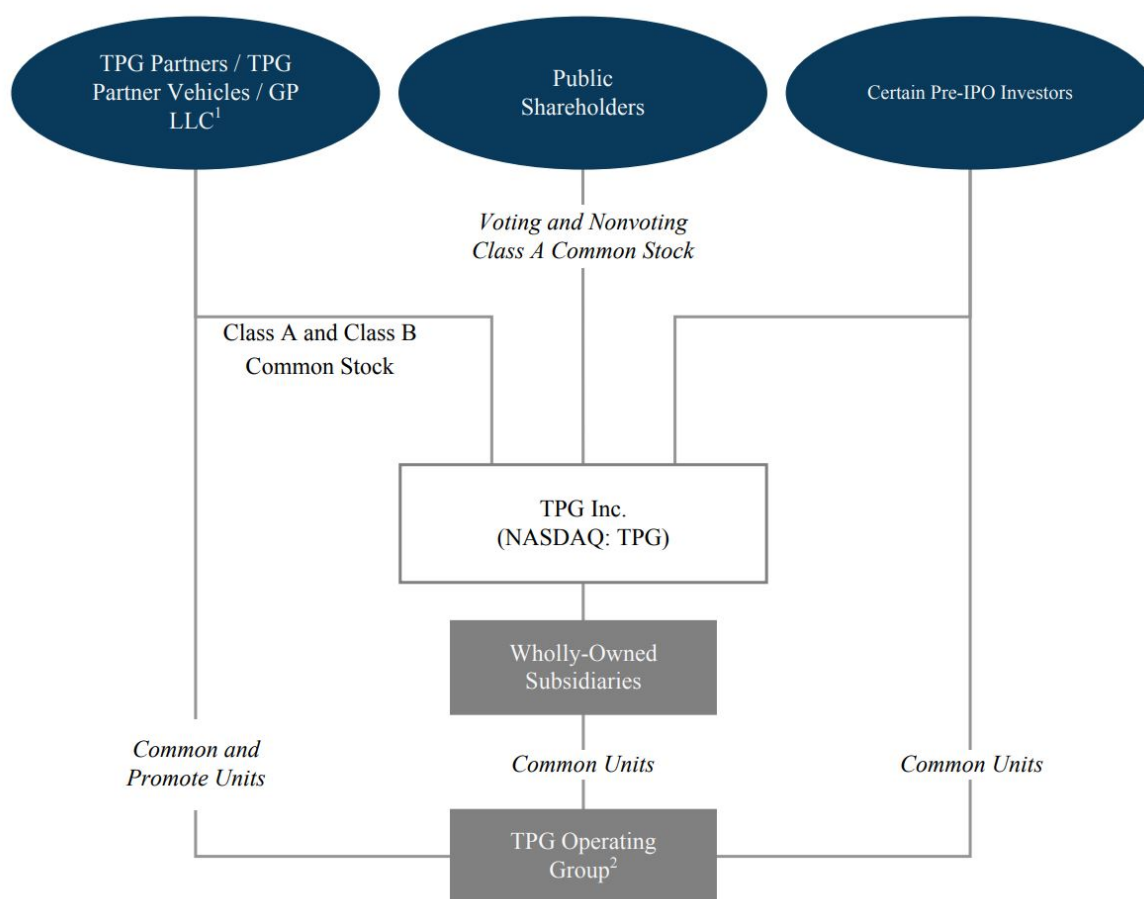 TPG Partners / TPG
Partner Vehicles / GP
LLC1
Public
Shareholders
Certain Pre-IPO Investors
Voting and Nonvoting
Class A Common Stock
Class A and Class B
Common Stock
TPG Inc.
(NASDAQ: TPG)
Wholly-Owned
Subsidiaries
Common and
Promote Units
Common Units
Common Units
TPG Operating
Group2